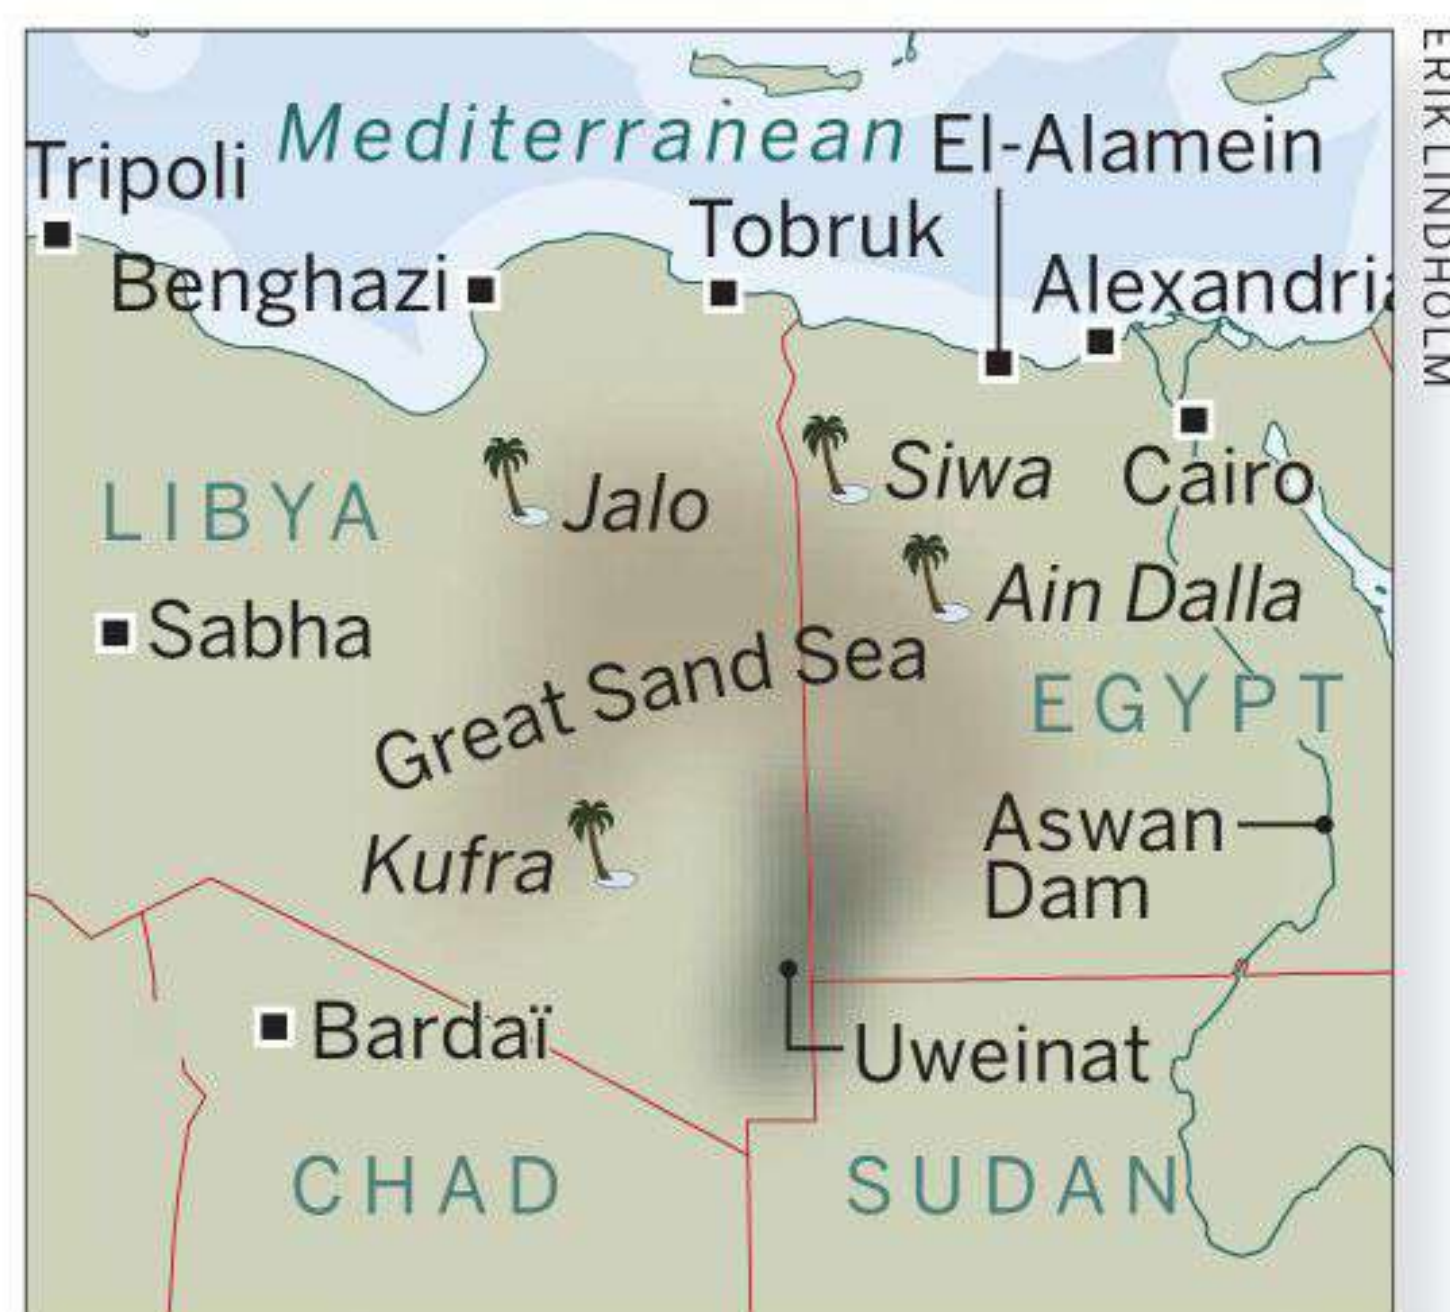 Mediterranean
El-Alamein
Tripoli
Tobruk
Benghazi
Alexandria
Siwa
Cairo
Jalo
LIBYA
Ain Dalla
Sabha
Great Sand Sea
EGYPT
Aswan
Dam
Kufra
Bardaï
Uweinat
CHAD
SUDAN
ERIK LINDHOLM